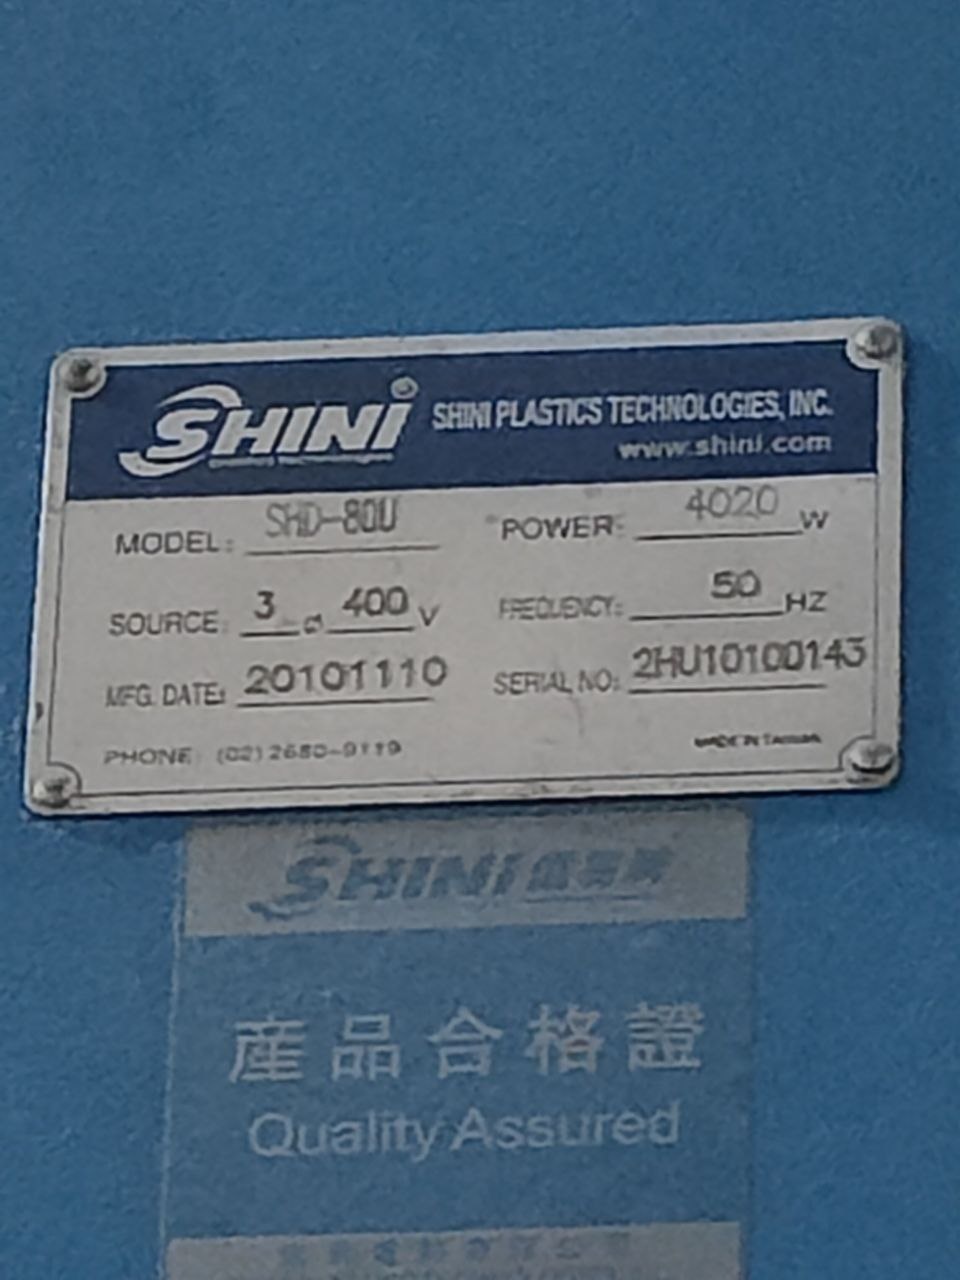 SHINI® SHINI PLASTICS TECHNOLOGIES, INC.
www.shini.com
MODEL: SHD-80U POWER: 4020 W
SOURCE: 3 ø 400 V FREQUENCY: 50 HZ
MFG. DATE: 20101110 SERIAL NO: 2HU10100143
PHONE: (02) 2680-9119 MADE IN TAIWAN
SHINI
產品合格證
Quality Assured